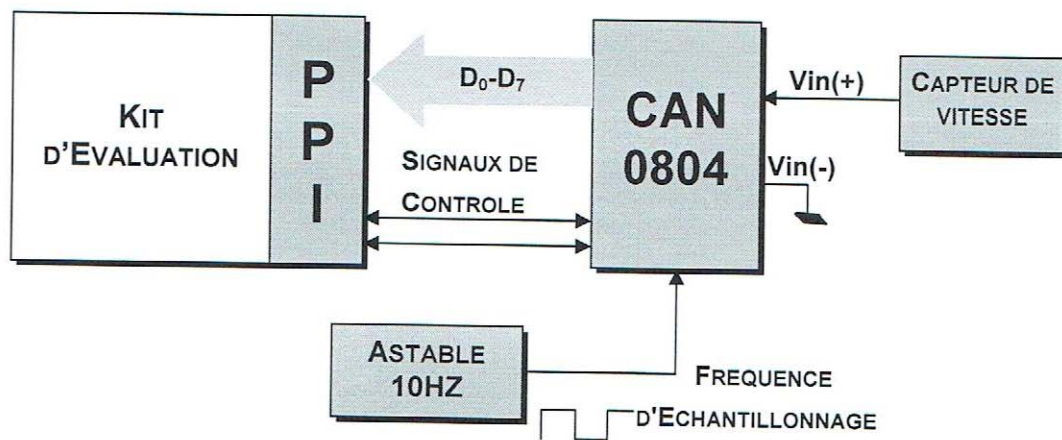 KIT
D'EVALUATION
P
P
I
D₀-D₇
SIGNAUX DE
CONTROLE
CAN
0804
Vin(+)
Vin(-)
CAPTEUR DE
VITESSE
ASTABLE
10HZ
FREQUENCE
D'ECHANTILLONNAGE